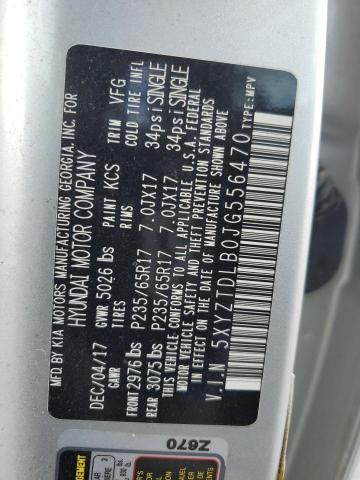 MFD BY KIA MOTORS MANUFACTURING GEORGIA, INC. FOR
HYUNDAI MOTOR COMPANY
DEC/04/17 GVWR 5026 lbs PAINT KCS TRIM VFG
GAWR TIRES RIMS COLD TIRE INFL
FRONT 2976 lbs P235/65R17 7.0JX17 34psi SINGLE
REAR 3075 lbs P235/65R17 7.0JX17 34psi SINGLE
THIS VEHICLE CONFORMS TO ALL APPLICABLE U.S.A. FEDERAL
MOTOR VEHICLE SAFETY AND THEFT PREVENTION STANDARDS
IN EFFECT ON THE DATE OF MANUFACTURE SHOWN ABOVE
V.I.N 5XYZTDLB0JG556470 TYPE:MPV
Z670